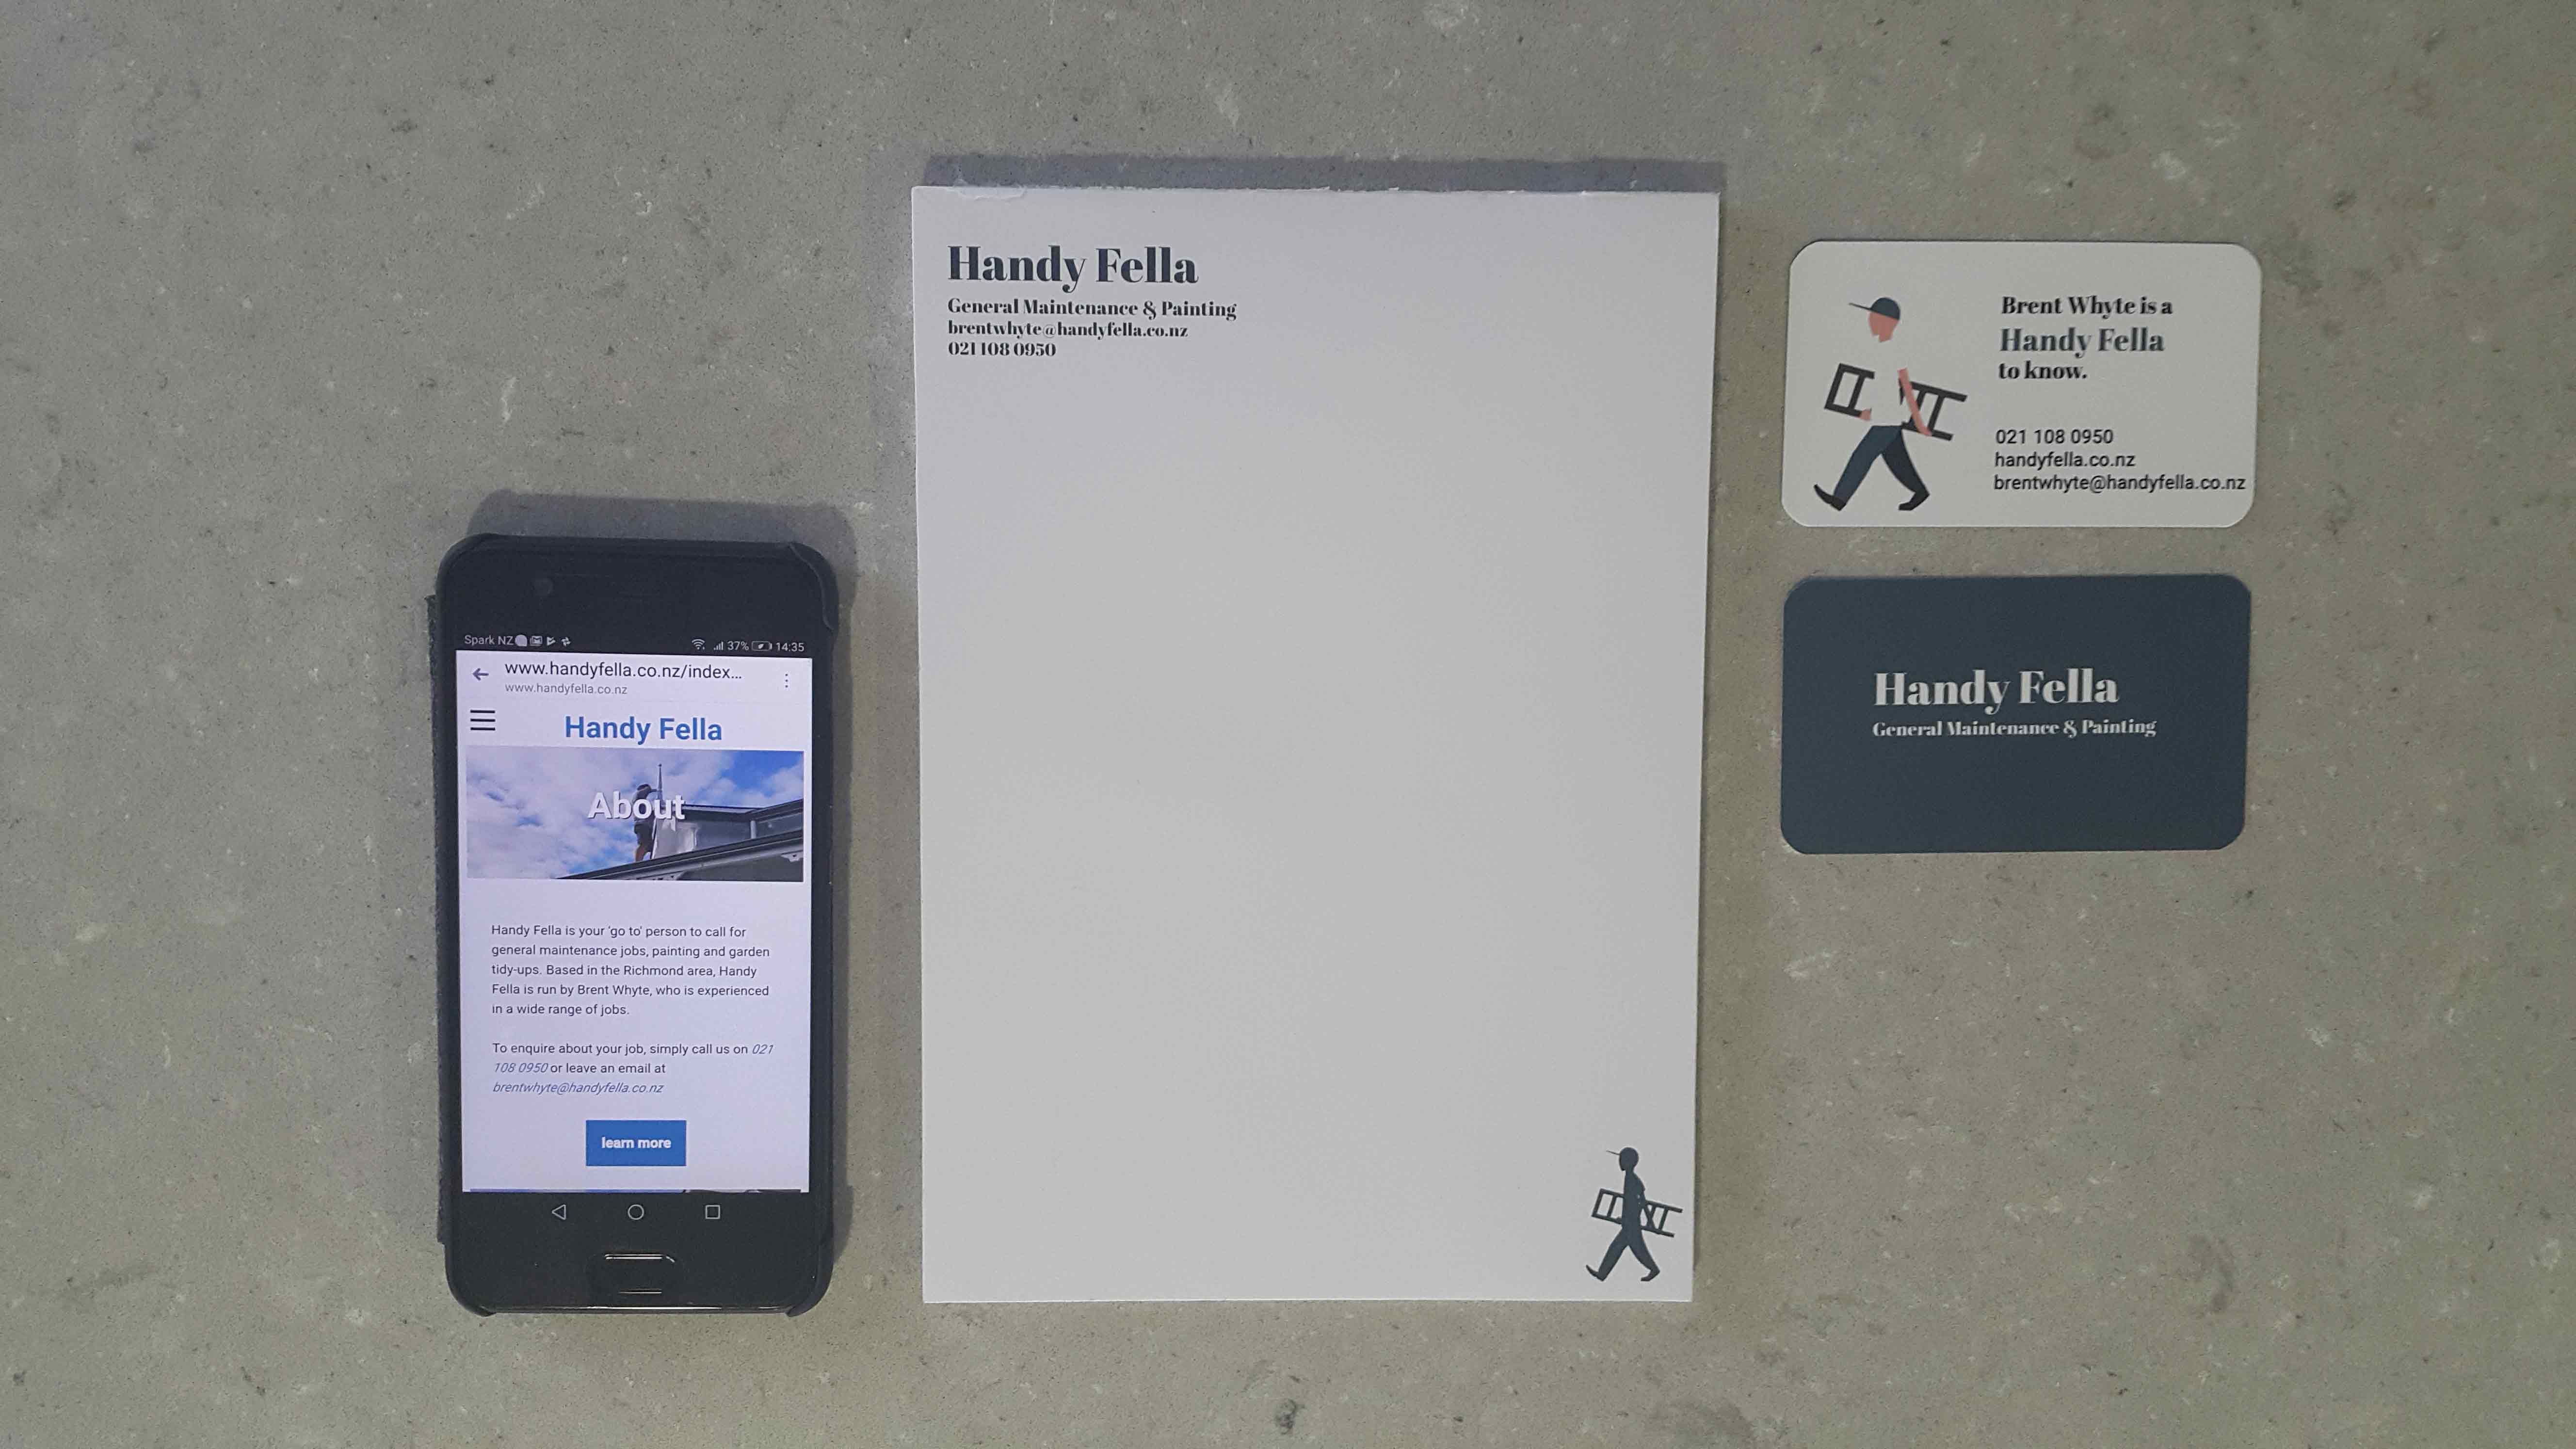 Spark NZ 37% 14:35
www.handyfella.co.nz/index...
www.handyfella.co.nz
Handy Fella
About
Handy Fella is your 'go to' person to call for
general maintenance jobs, painting and garden
tidy-ups. Based in the Richmond area, Handy
Fella is run by Brent Whyte, who is experienced
in a wide range of jobs.
To enquire about your job, simply call us on 021
108 0950 or leave an email at
brentwhyte@handyfella.co.nz
learn more
Handy Fella
General Maintenance & Painting
brentwhyte@handyfella.co.nz
021 108 0950
Brent Whyte is a
Handy Fella
to know.
021 108 0950
handyfella.co.nz
brentwhyte@handyfella.co.nz
Handy Fella
General Maintenance & Painting